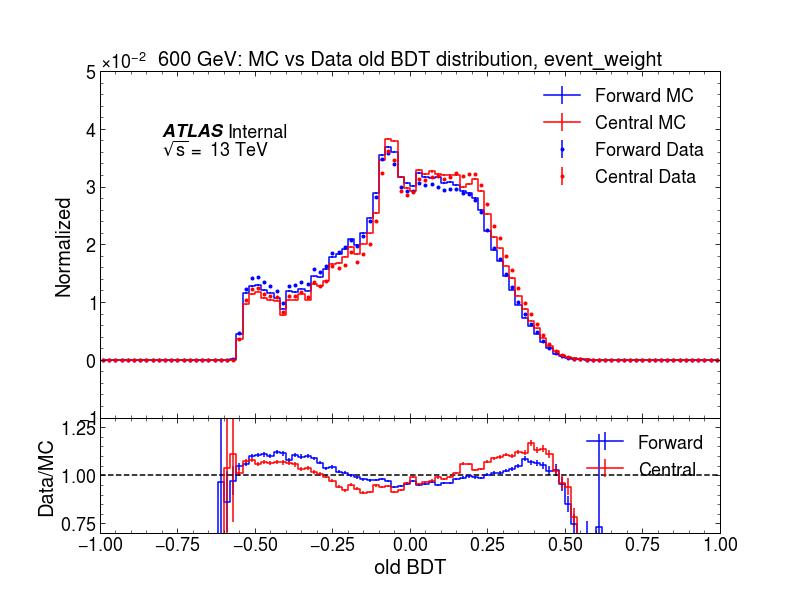 ×10⁻² 600 GeV: MC vs Data old BDT distribution, event_weight
5
4
3
2
1
0
−1
Normalized
ATLAS Internal
√s = 13 TeV
Forward MC
Central MC
Forward Data
Central Data
1.25
1.00
0.75
Data/MC
Forward
Central
−1.00 −0.75 −0.50 −0.25 0.00 0.25 0.50 0.75 1.00
old BDT